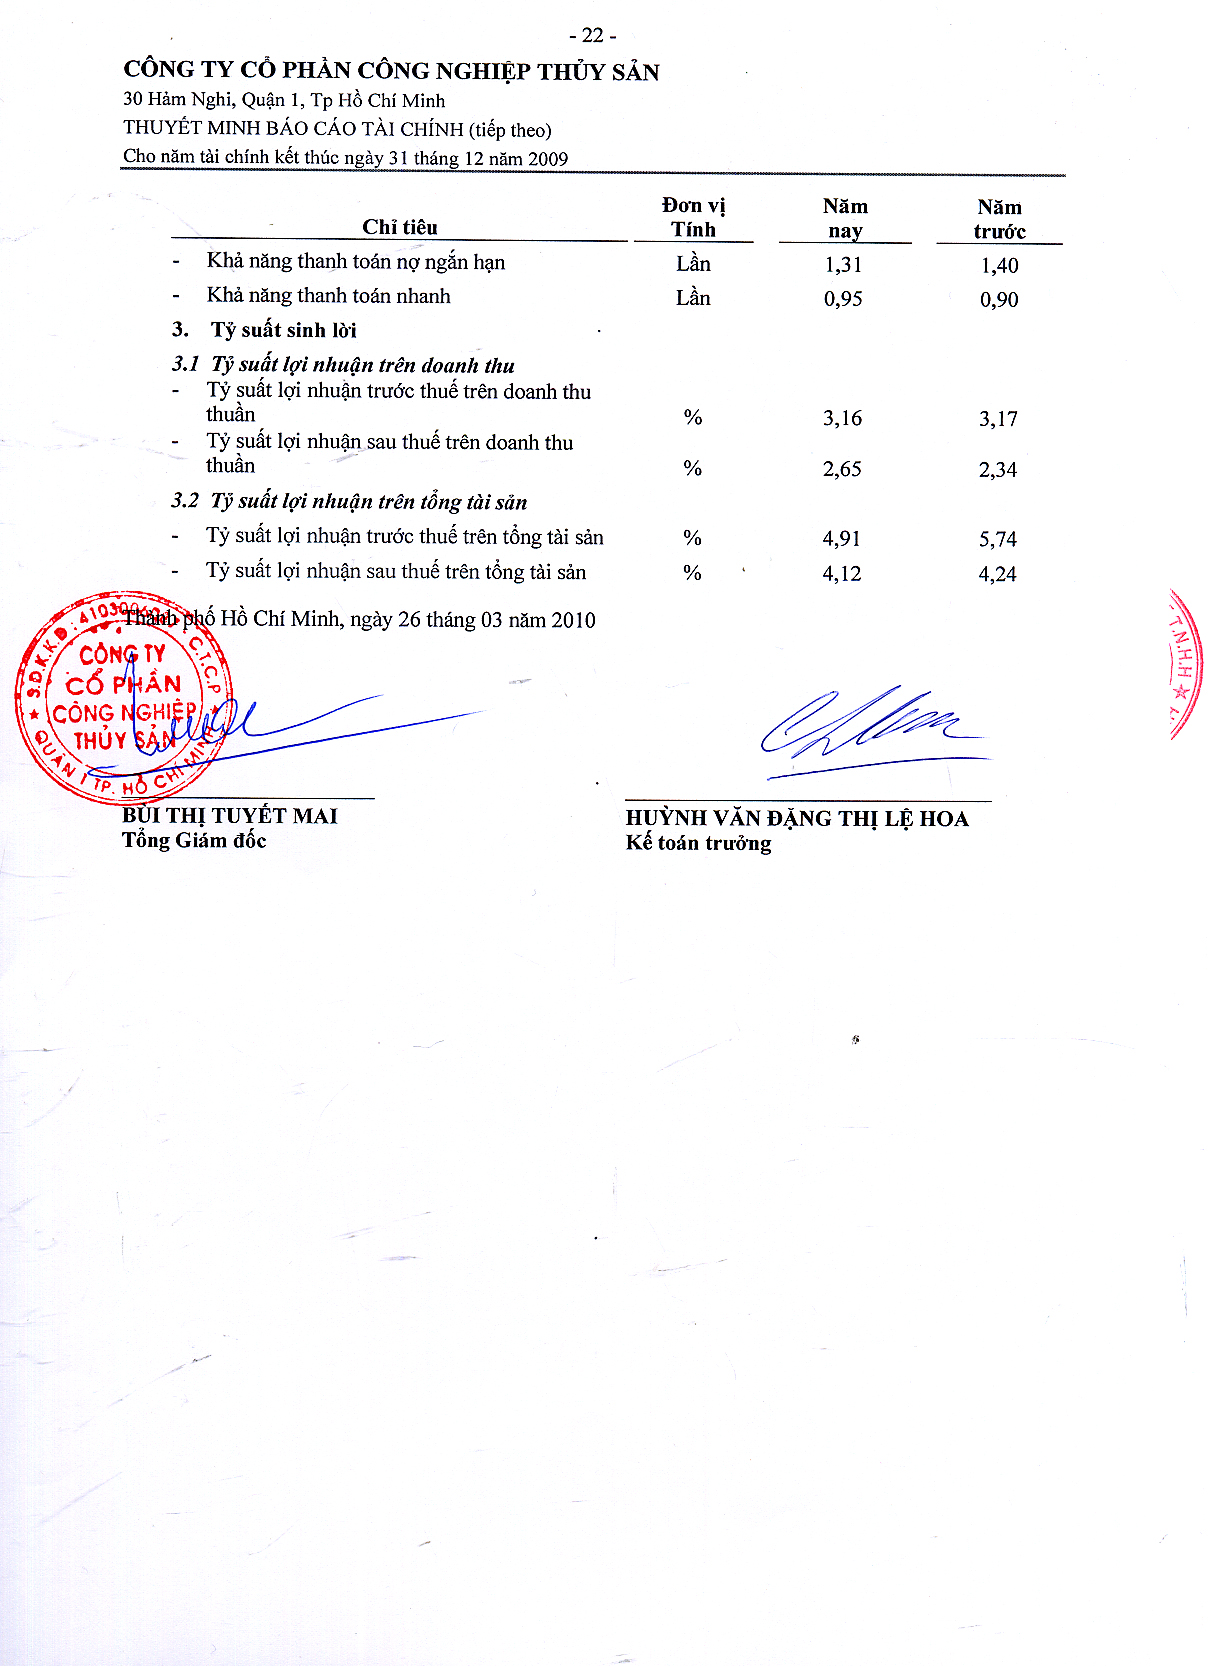 - 22 -
CÔNG TY CỔ PHẦN CÔNG NGHIỆP THỦY SẢN
30 Hàm Nghi, Quận 1, Tp Hồ Chí Minh
THUYẾT MINH BÁO CÁO TÀI CHÍNH (tiếp theo)
Cho năm tài chính kết thúc ngày 31 tháng 12 năm 2009
Chỉ tiêu Đơn vị Tính Năm nay Năm trước
- Khả năng thanh toán nợ ngắn hạn Lần 1,31 1,40
- Khả năng thanh toán nhanh Lần 0,95 0,90
3. Tỷ suất sinh lời
3.1 Tỷ suất lợi nhuận trên doanh thu
- Tỷ suất lợi nhuận trước thuế trên doanh thu
thuần % 3,16 3,17
- Tỷ suất lợi nhuận sau thuế trên doanh thu
thuần % 2,65 2,34
3.2 Tỷ suất lợi nhuận trên tổng tài sản
- Tỷ suất lợi nhuận trước thuế trên tổng tài sản % 4,91 5,74
- Tỷ suất lợi nhuận sau thuế trên tổng tài sản % 4,12 4,24
Thành phố Hồ Chí Minh, ngày 26 tháng 03 năm 2010
S.Đ.K.K.D : C.T.C.P
CÔNG TY
CỔ PHẦN
CÔNG NGHIỆP
THỦY SẢN
QUẬN 1 TP. HỒ CHÍ MINH
T.N.H.H
BÙI THỊ TUYẾT MAI
Tổng Giám đốc
HUỲNH VĂN ĐẶNG THỊ LỆ HOA
Kế toán trưởng